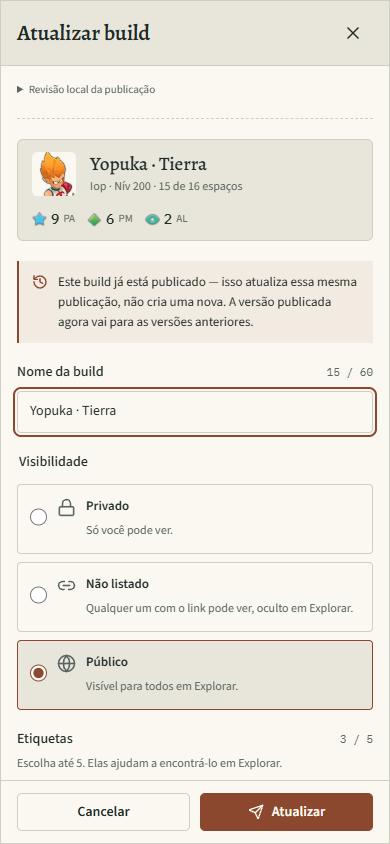 Atualizar build
Revisão local da publicação
Yopuka · Tierra
Iop · Nív 200 · 15 de 16 espaços
9 PA 6 PM 2 AL
Este build já está publicado — isso atualiza essa mesma
publicação, não cria uma nova. A versão publicada
agora vai para as versões anteriores.
Nome da build 15 / 60
Yopuka · Tierra
Visibilidade
Privado
Só você pode ver.
Não listado
Qualquer um com o link pode ver, oculto em Explorar.
Público
Visível para todos em Explorar.
Etiquetas 3 / 5
Escolha até 5. Elas ajudam a encontrá-lo em Explorar.
Cancelar Atualizar